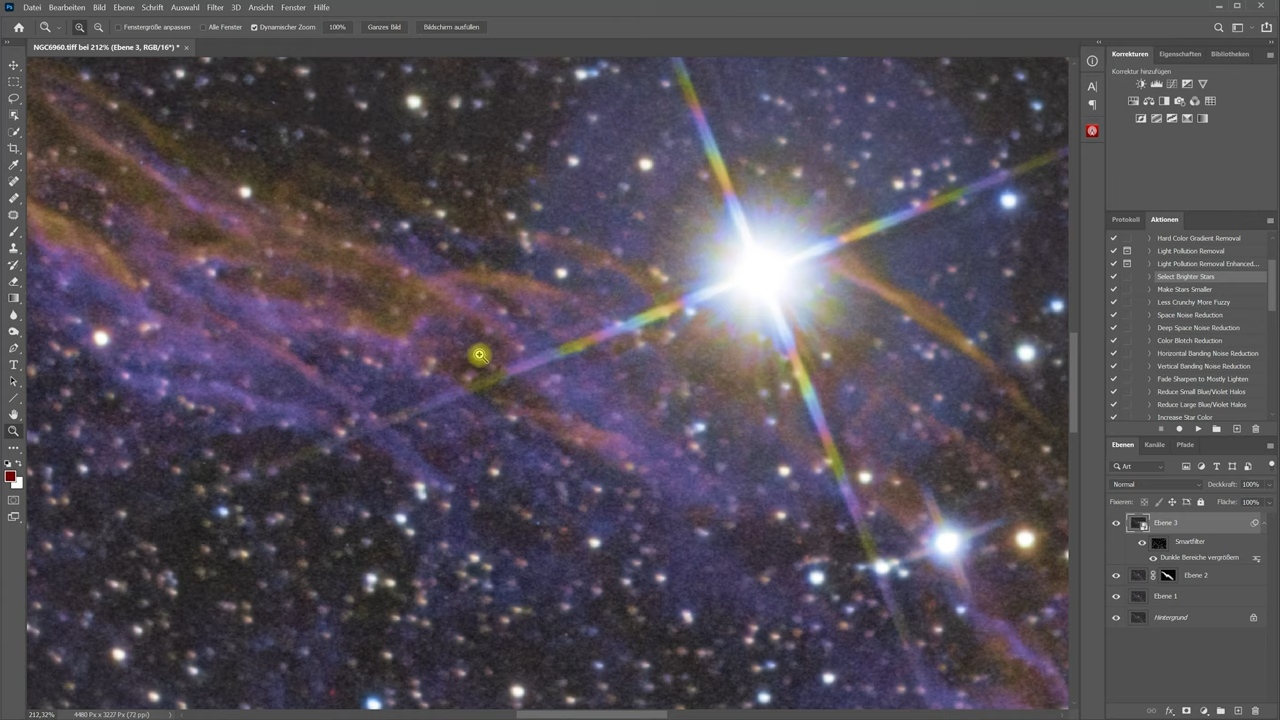 Ps Datei Bearbeiten Bild Ebene Schrift Auswahl Filter 3D Ansicht Fenster Hilfe
Fenstergröße anpassen Alle Fenster Dynamischer Zoom 100% Ganzes Bild Bildschirm ausfüllen
NGC6960.tiff bei 212% (Ebene 3, RGB/16*) * ×
Korrekturen Eigenschaften Bibliotheken
Korrektur hinzufügen
Protokoll Aktionen
Hard Color Gradient Removal
Light Pollution Removal
Light Pollution Removal Enhanced...
Select Brighter Stars
Make Stars Smaller
Less Crunchy More Fuzzy
Space Noise Reduction
Deep Space Noise Reduction
Color Blotch Reduction
Horizontal Banding Noise Reduction
Vertical Banding Noise Reduction
Fade Sharpen to Mostly Lighten
Reduce Small Blue/Violet Halos
Reduce Large Blue/Violet Halos
Increase Star Color
Ebenen Kanäle Pfade
Art
Normal Deckkraft: 100%
Fixieren: Fläche: 100%
Ebene 3
Smartfilter
Dunkle Bereiche vergrößern
Ebene 2
Ebene 1
Hintergrund
212,32% 4480 Px x 3227 Px (72 ppi)